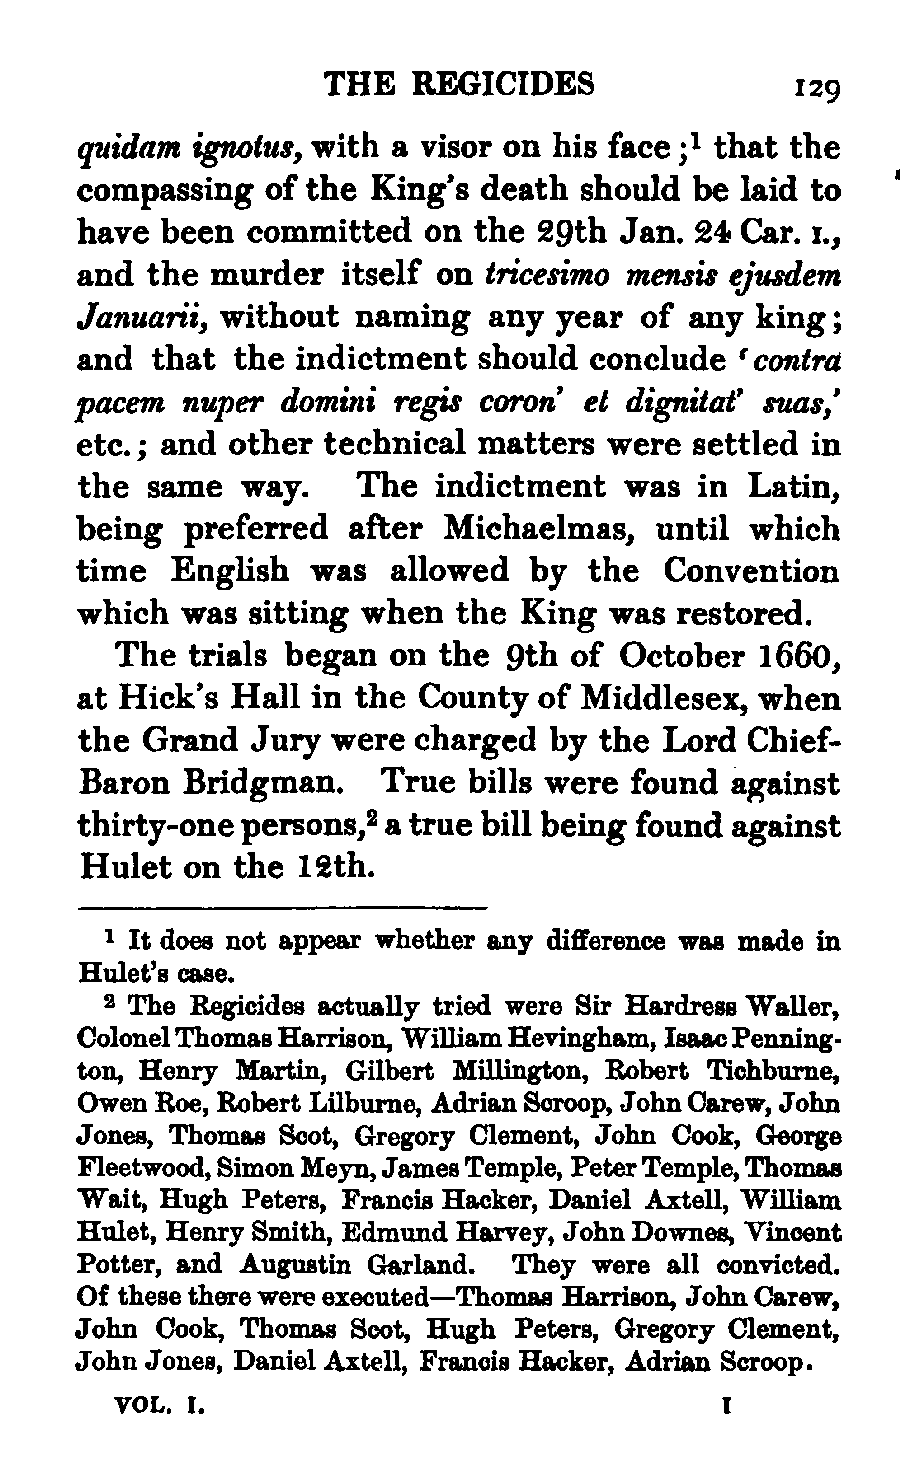 THE REGICIDES 129
quidam ignotus, with a visor on his face;¹ that the
compassing of the King's death should be laid to
have been committed on the 29th Jan. 24 Car. I.,
and the murder itself on tricesimo mensis ejusdem
Januarii, without naming any year of any king;
and that the indictment should conclude ‘contra
pacem nuper domini regis coron’ et dignitat’ suas,’
etc.; and other technical matters were settled in
the same way. The indictment was in Latin,
being preferred after Michaelmas, until which
time English was allowed by the Convention
which was sitting when the King was restored.
The trials began on the 9th of October 1660,
at Hick's Hall in the County of Middlesex, when
the Grand Jury were charged by the Lord Chief-
Baron Bridgman. True bills were found against
thirty-one persons,² a true bill being found against
Hulet on the 12th.
¹ It does not appear whether any difference was made in
Hulet's case.
² The Regicides actually tried were Sir Hardress Waller,
Colonel Thomas Harrison, William Hevingham, Isaac Penning-
ton, Henry Martin, Gilbert Millington, Robert Tichburne,
Owen Roe, Robert Lilburne, Adrian Scroop, John Carew, John
Jones, Thomas Scot, Gregory Clement, John Cook, George
Fleetwood, Simon Meyn, James Temple, Peter Temple, Thomas
Wait, Hugh Peters, Francis Hacker, Daniel Axtell, William
Hulet, Henry Smith, Edmund Harvey, John Downes, Vincent
Potter, and Augustin Garland. They were all convicted.
Of these there were executed—Thomas Harrison, John Carew,
John Cook, Thomas Scot, Hugh Peters, Gregory Clement,
John Jones, Daniel Axtell, Francis Hacker, Adrian Scroop.
VOL. I. I